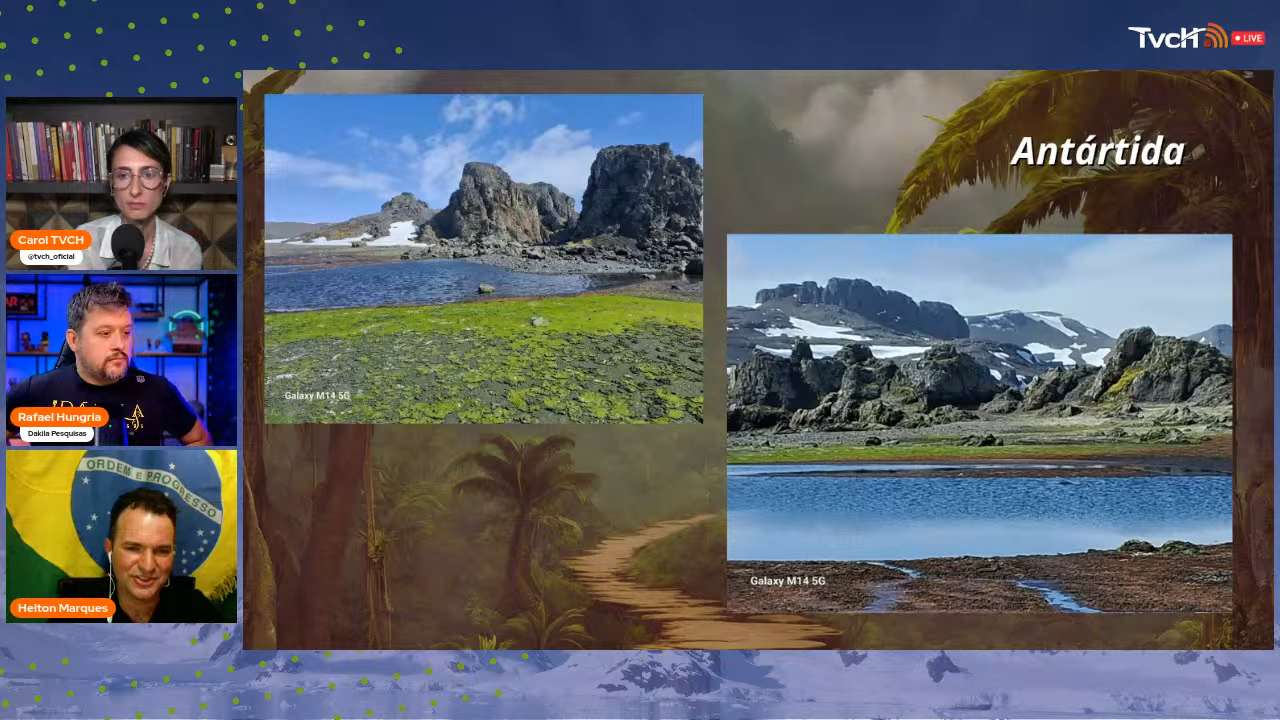 TvcH
LIVE
Carol TVCH
@tvch_oficial
Rafael Hungria
Dakila Pesquisas
ORDEM E PROGRESSO
Helton Marques
Antártida
Galaxy M14 5G
Galaxy M14 5G